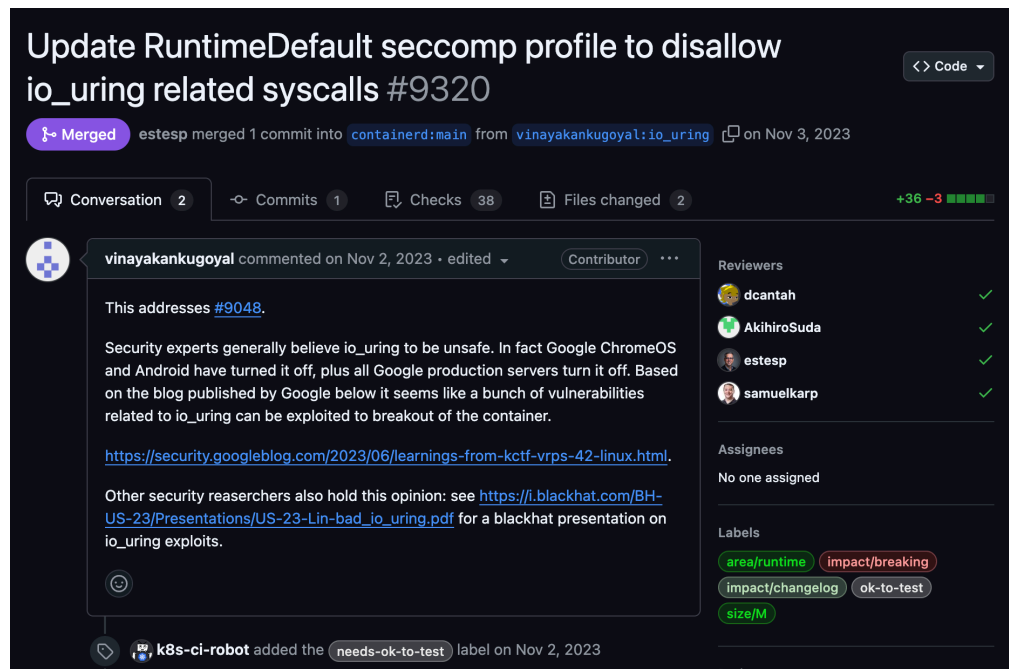 Update RuntimeDefault seccomp profile to disallow
io_uring related syscalls #9320
<> Code
Merged estesp merged 1 commit into containerd:main from vinayakankugoyal:io_uring on Nov 3, 2023
Conversation 2 Commits 1 Checks 38 Files changed 2 +36 −3
vinayakankugoyal commented on Nov 2, 2023 • edited Contributor ...
This addresses #9048.
Security experts generally believe io_uring to be unsafe. In fact Google ChromeOS
and Android have turned it off, plus all Google production servers turn it off. Based
on the blog published by Google below it seems like a bunch of vulnerabilities
related to io_uring can be exploited to breakout of the container.
https://security.googleblog.com/2023/06/learnings-from-kctf-vrps-42-linux.html.
Other security reaserchers also hold this opinion: see https://i.blackhat.com/BH-
US-23/Presentations/US-23-Lin-bad_io_uring.pdf for a blackhat presentation on
io_uring exploits.
k8s-ci-robot added the needs-ok-to-test label on Nov 2, 2023
Reviewers
dcantah
AkihiroSuda
estesp
samuelkarp
Assignees
No one assigned
Labels
area/runtime impact/breaking
impact/changelog ok-to-test
size/M